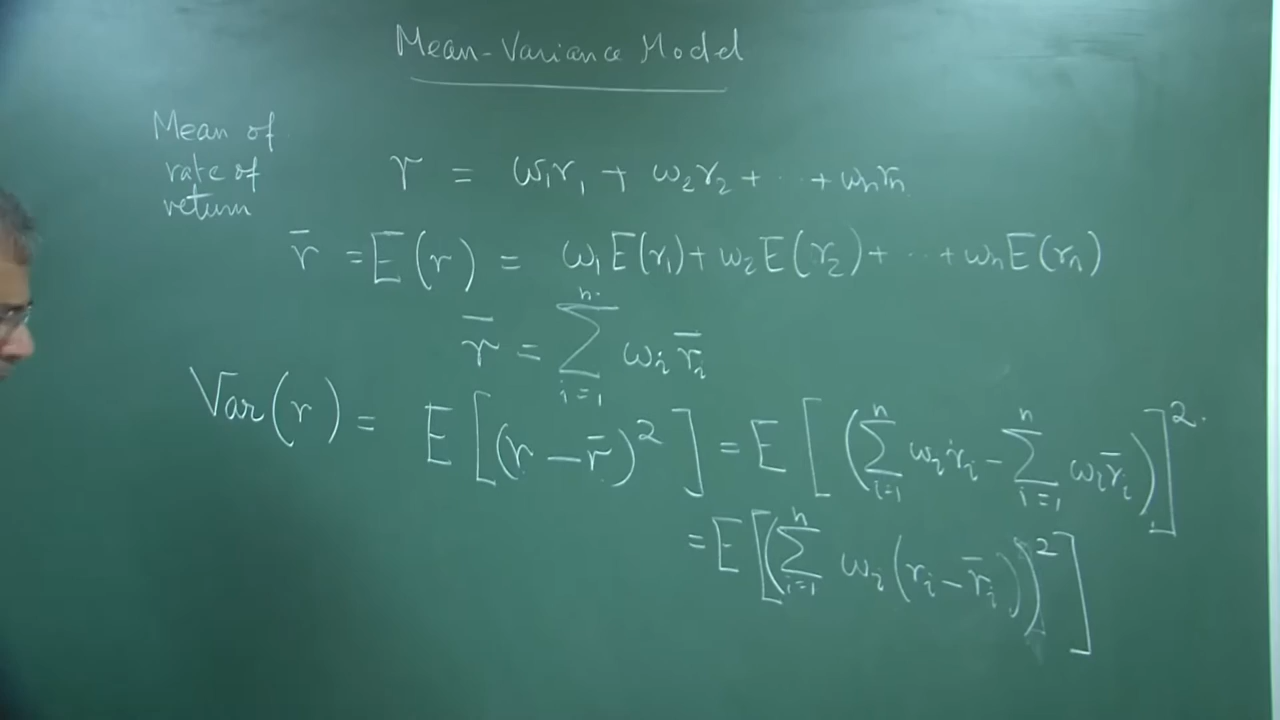 Mean-Variance Model
Mean of
rate of
return
r = ω₁r₁ + ω₂r₂ + ⋯ + ωₙrₙ
r̄ = E(r) = ω₁E(r₁) + ω₂E(r₂) + ⋯ + ωₙE(rₙ)
r̄ = ∑ᵢ₌₁ⁿ ωᵢ r̄ᵢ
Var(r) = E[(r − r̄)²] = E[(∑ᵢ₌₁ⁿ ωᵢrᵢ − ∑ᵢ₌₁ⁿ ωᵢr̄ᵢ)]².
= E[(∑ᵢ₌₁ⁿ ωᵢ(rᵢ − r̄ᵢ))²]